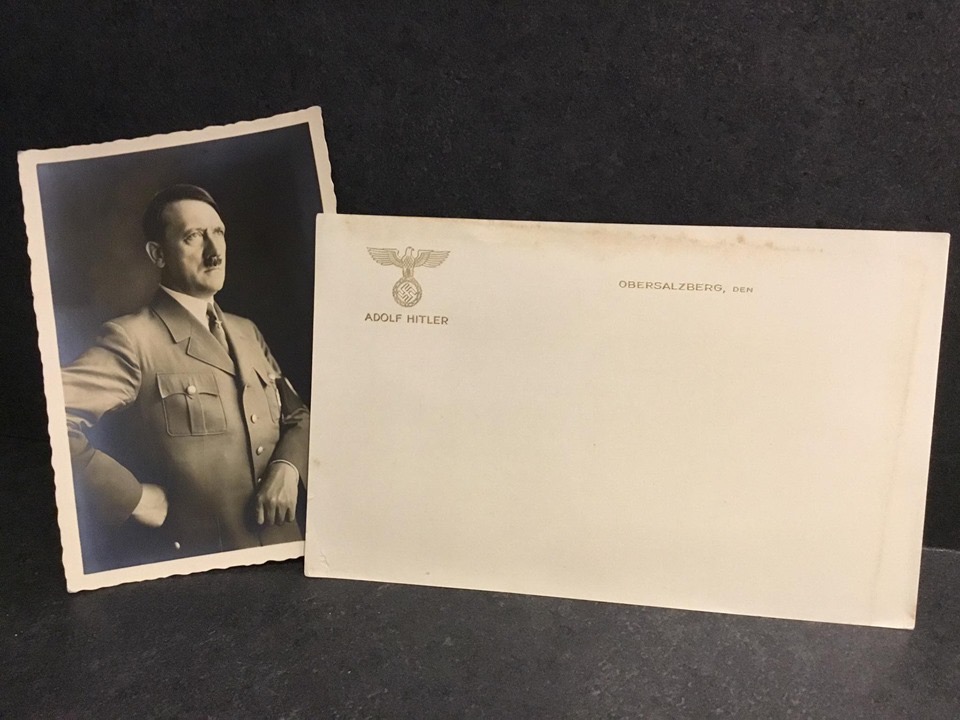 ADOLF HITLER
OBERSALZBERG, DEN